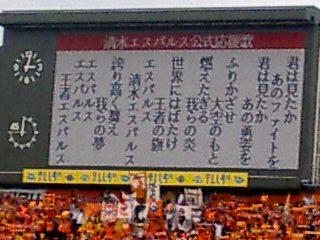 清水エスパルス公式応援歌
君は見たか
あのファイトを
君は見たか
あの勇姿を
ふりかざせ
大空のもと
燃えたぎる
我らの炎
世界にはばたけ
王者の旗
エスパルス
清水エスパルス
誇り高く舞え
我らの夢
エスパルス
エスパルス
王者エスパルス